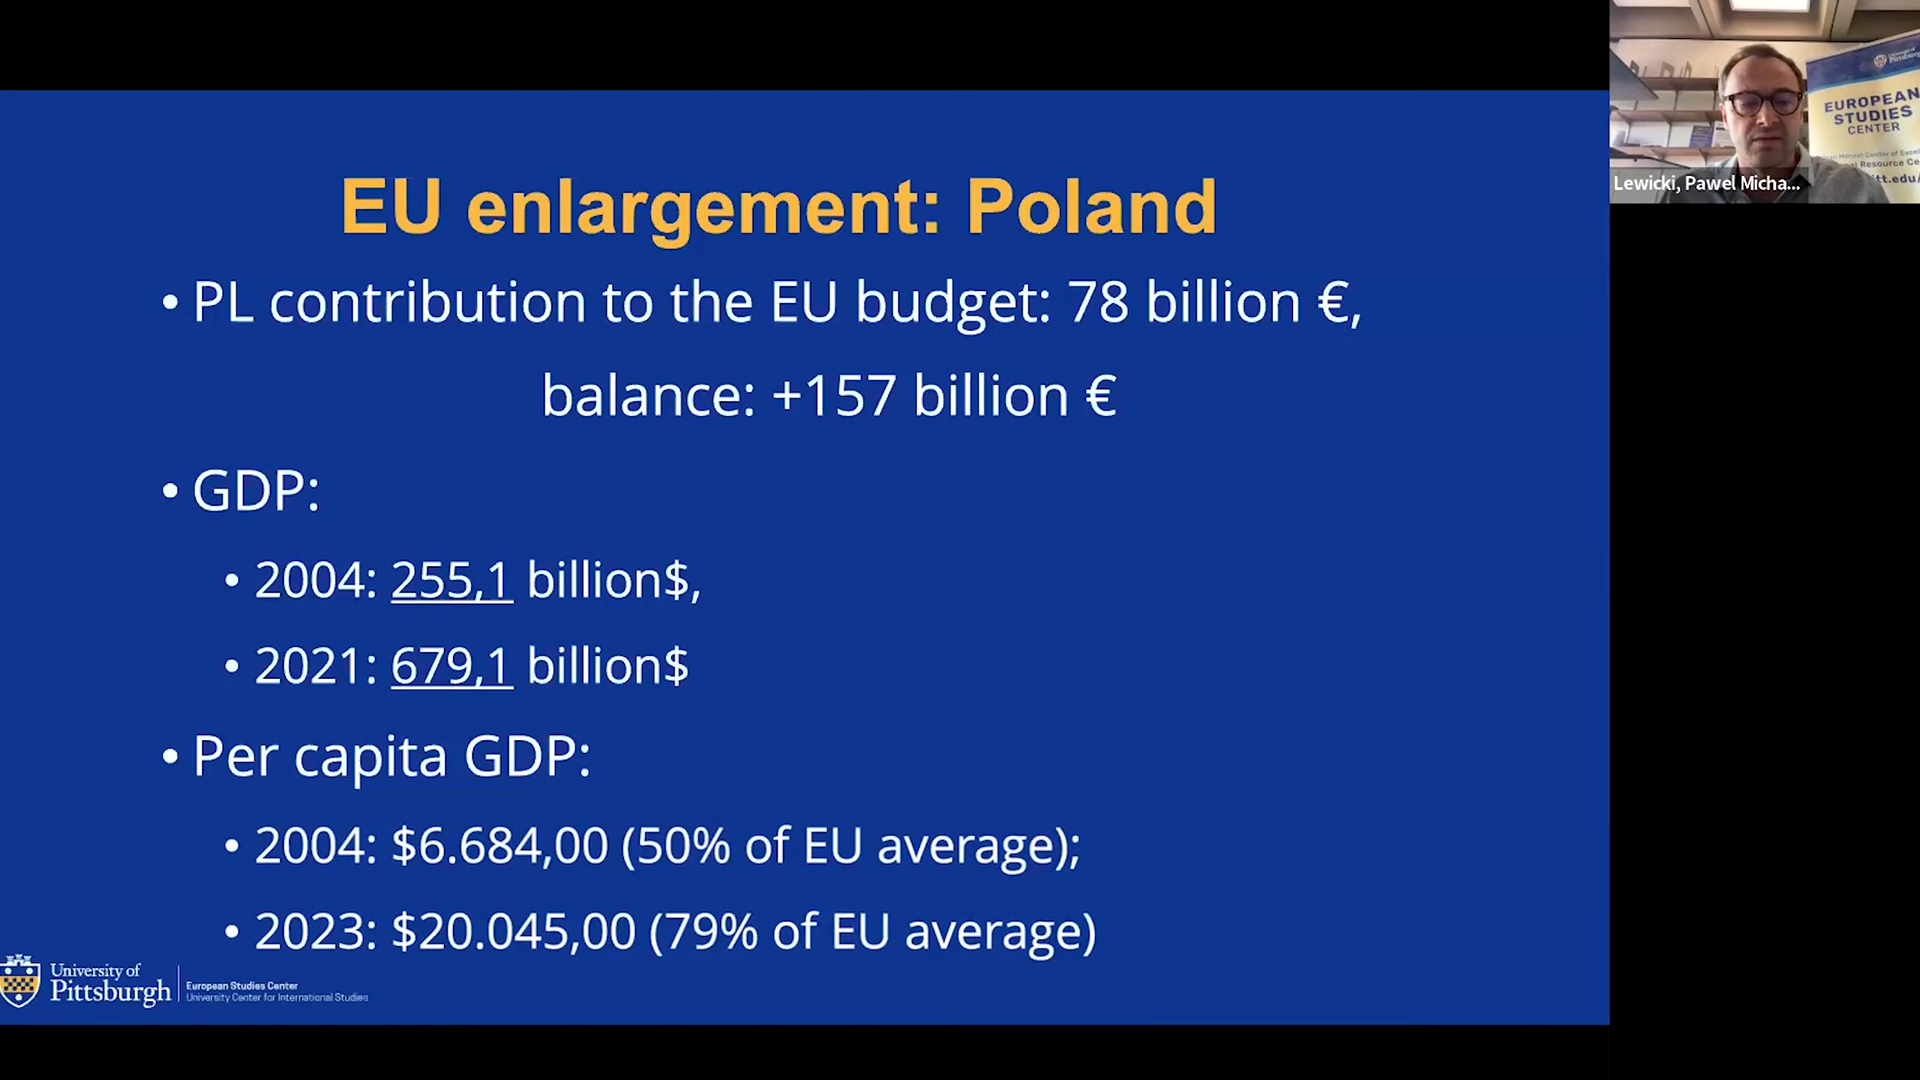 EU enlargement: Poland
• PL contribution to the EU budget: 78 billion €,
balance: +157 billion €
• GDP:
• 2004: 255,1 billion$,
• 2021: 679,1 billion$
• Per capita GDP:
• 2004: $6.684,00 (50% of EU average);
• 2023: $20.045,00 (79% of EU average)
University of
Pittsburgh
European Studies Center
University Center for International Studies
EUROPEAN
STUDIES
CENTER
Lewicki, Pawel Micha...